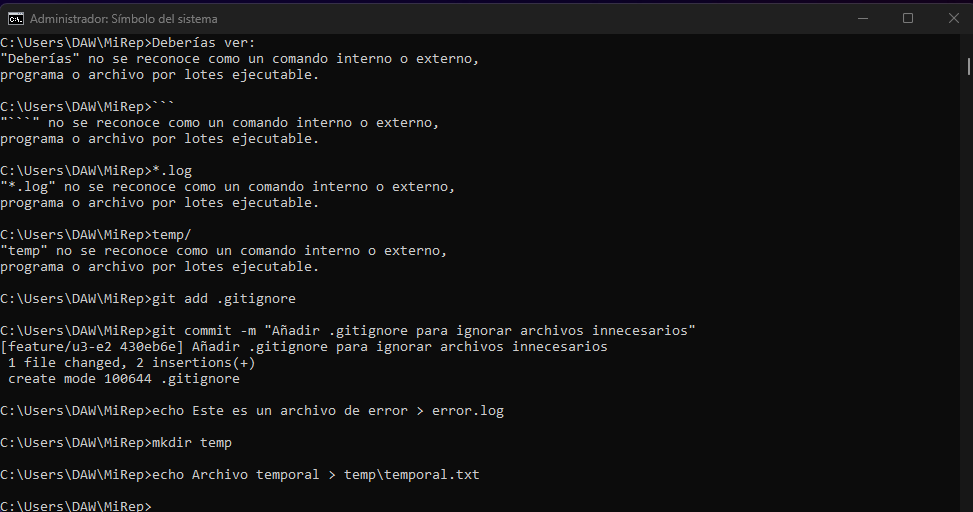 Administrador: Símbolo del sistema
C:\Users\DAW\MiRep>Deberías ver:
"Deberías" no se reconoce como un comando interno o externo,
programa o archivo por lotes ejecutable.
C:\Users\DAW\MiRep>```
"```" no se reconoce como un comando interno o externo,
programa o archivo por lotes ejecutable.
C:\Users\DAW\MiRep>*.log
"*.log" no se reconoce como un comando interno o externo,
programa o archivo por lotes ejecutable.
C:\Users\DAW\MiRep>temp/
"temp" no se reconoce como un comando interno o externo,
programa o archivo por lotes ejecutable.
C:\Users\DAW\MiRep>git add .gitignore
C:\Users\DAW\MiRep>git commit -m "Añadir .gitignore para ignorar archivos innecesarios"
[feature/u3-e2 430eb6e] Añadir .gitignore para ignorar archivos innecesarios
 1 file changed, 2 insertions(+)
 create mode 100644 .gitignore
C:\Users\DAW\MiRep>echo Este es un archivo de error > error.log
C:\Users\DAW\MiRep>mkdir temp
C:\Users\DAW\MiRep>echo Archivo temporal > temp\temporal.txt
C:\Users\DAW\MiRep>